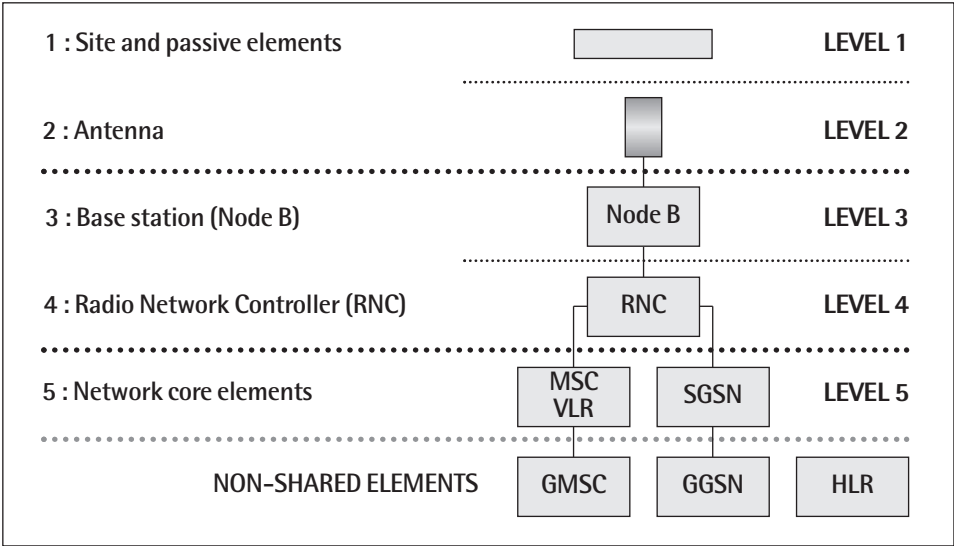 1 : Site and passive elements LEVEL 1
2 : Antenna LEVEL 2
3 : Base station (Node B) Node B LEVEL 3
4 : Radio Network Controller (RNC) RNC LEVEL 4
5 : Network core elements MSC VLR SGSN LEVEL 5
NON-SHARED ELEMENTS GMSC GGSN HLR